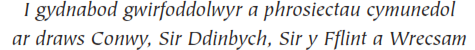 I gydnabod gwirfoddolwyr a phrosiectau cymunedol
ar draws Conwy, Sir Ddinbych, Sir y Fflint a Wrecsam